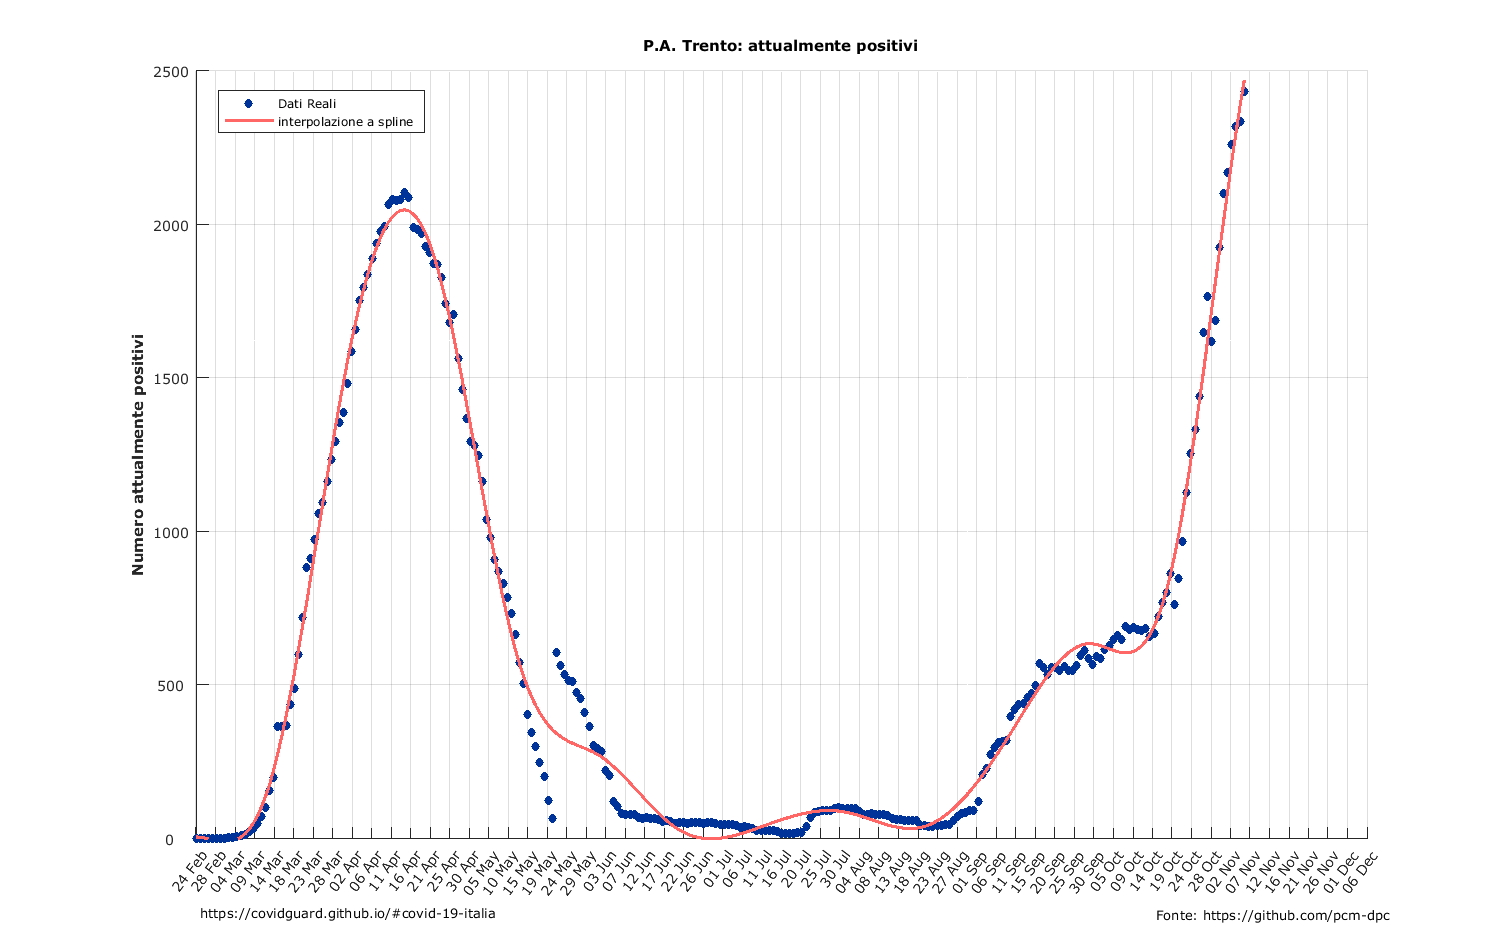 P.A. Trento: attualmente positivi
2500
2000
1500
1000
500
0
Numero attualmente positivi
Dati Reali
interpolazione a spline
24 Feb
28 Feb
04 Mar
09 Mar
14 Mar
18 Mar
23 Mar
28 Mar
02 Apr
06 Apr
11 Apr
16 Apr
21 Apr
25 Apr
30 Apr
05 May
10 May
15 May
19 May
24 May
29 May
03 Jun
07 Jun
12 Jun
17 Jun
22 Jun
26 Jun
01 Jul
06 Jul
11 Jul
16 Jul
20 Jul
25 Jul
30 Jul
04 Aug
08 Aug
13 Aug
18 Aug
23 Aug
27 Aug
01 Sep
06 Sep
11 Sep
15 Sep
20 Sep
25 Sep
30 Sep
05 Oct
09 Oct
14 Oct
19 Oct
24 Oct
28 Oct
02 Nov
07 Nov
12 Nov
16 Nov
21 Nov
26 Nov
01 Dec
06 Dec
https://covidguard.github.io/#covid-19-italia
Fonte: https://github.com/pcm-dpc